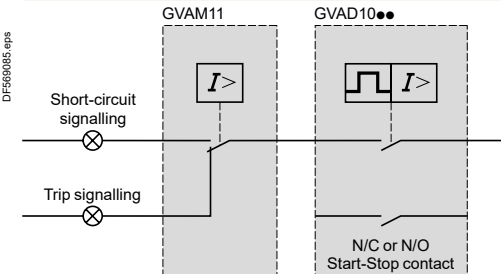 GVAM11
GVAD10●●
DF569085.eps
I>
I>
Short-circuit
signalling
Trip signalling
N/C or N/O
Start-Stop contact